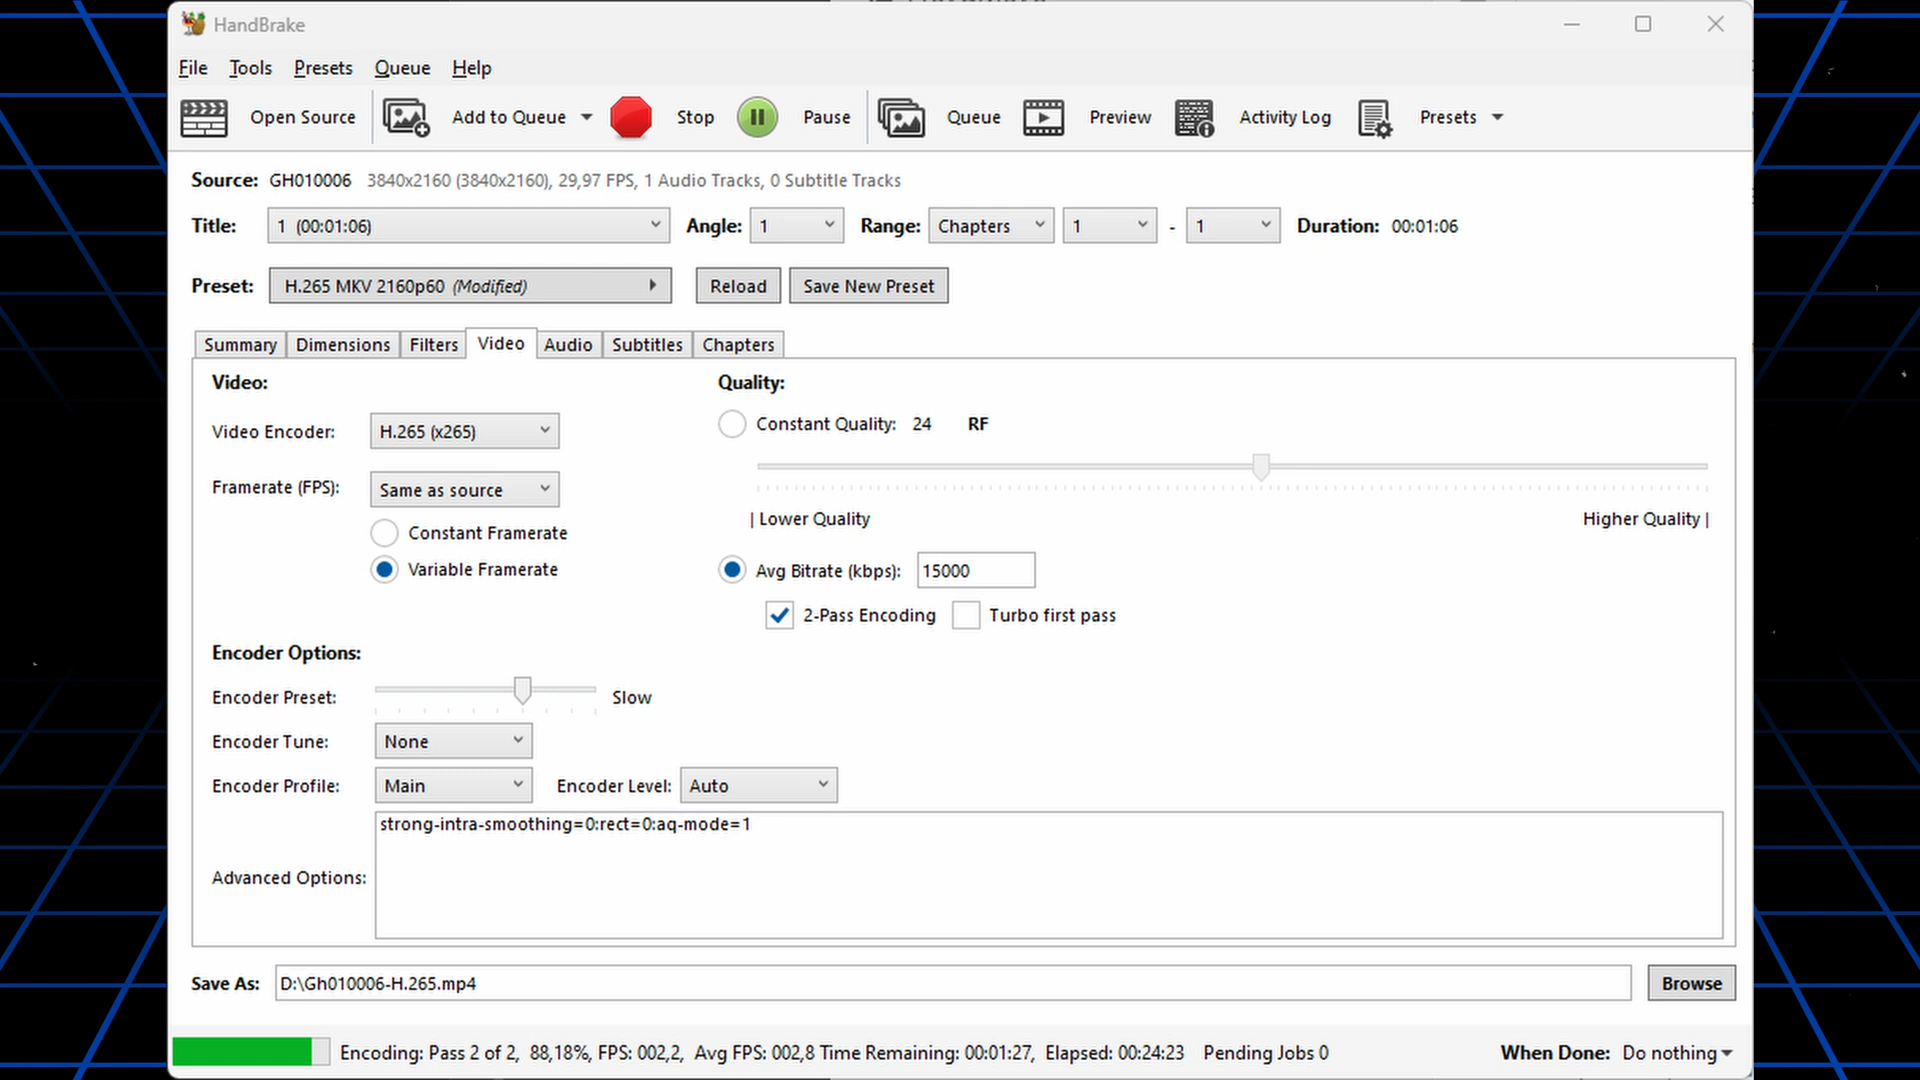 HandBrake
File Tools Presets Queue Help
Open Source Add to Queue Stop Pause Queue Preview Activity Log Presets
Source: GH010006 3840x2160 (3840x2160), 29,97 FPS, 1 Audio Tracks, 0 Subtitle Tracks
Title: 1 (00:01:06) Angle: 1 Range: Chapters 1 - 1 Duration: 00:01:06
Preset: H.265 MKV 2160p60 (Modified) Reload Save New Preset
Summary Dimensions Filters Video Audio Subtitles Chapters
Video: Quality:
Constant Quality: 24 RF
Video Encoder: H.265 (x265)
Framerate (FPS): Same as source
| Lower Quality Higher Quality |
Constant Framerate
Variable Framerate Avg Bitrate (kbps): 15000
2-Pass Encoding Turbo first pass
Encoder Options:
Encoder Preset: Slow
Encoder Tune: None
Encoder Profile: Main Encoder Level: Auto
strong-intra-smoothing=0:rect=0:aq-mode=1
Advanced Options:
Save As: D:\Gh010006-H.265.mp4 Browse
Encoding: Pass 2 of 2, 88,18%, FPS: 002,2, Avg FPS: 002,8 Time Remaining: 00:01:27, Elapsed: 00:24:23 Pending Jobs 0 When Done: Do nothing